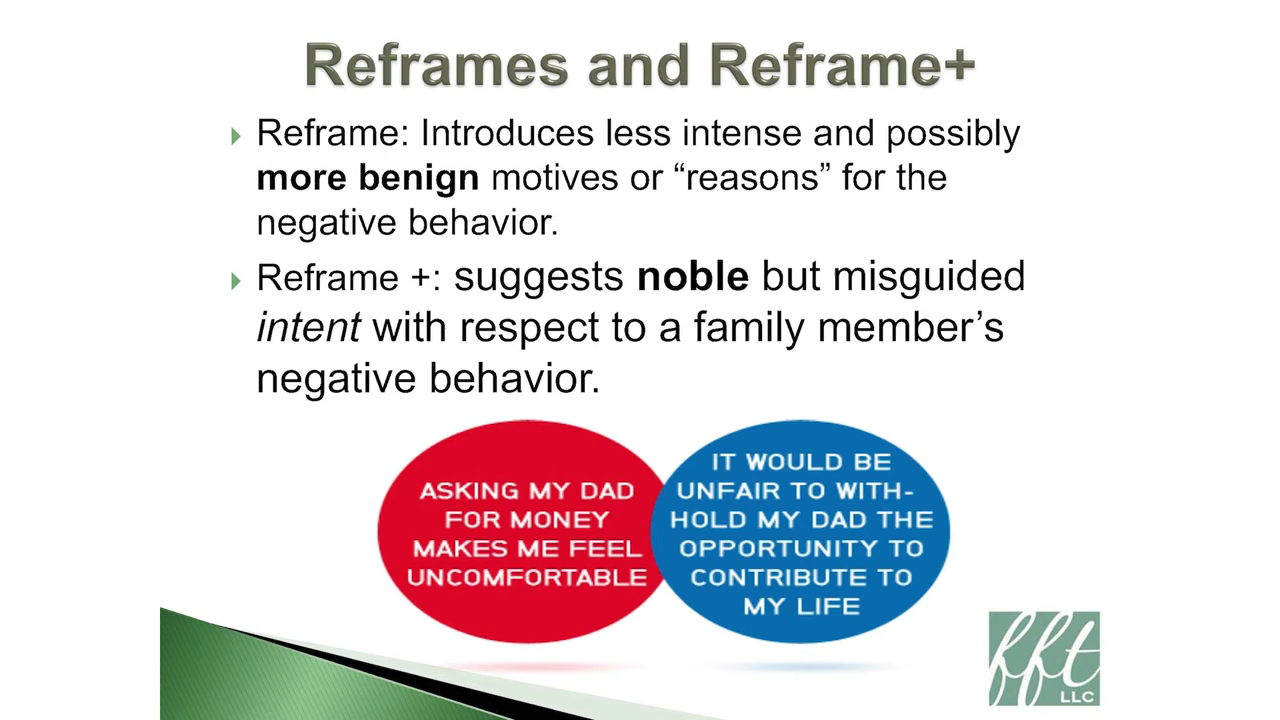 Reframes and Reframe+
Reframe: Introduces less intense and possibly
more benign motives or “reasons” for the
negative behavior.
Reframe +: suggests noble but misguided
intent with respect to a family member’s
negative behavior.
ASKING MY DAD
FOR MONEY
MAKES ME FEEL
UNCOMFORTABLE
IT WOULD BE
UNFAIR TO WITH-
HOLD MY DAD THE
OPPORTUNITY TO
CONTRIBUTE TO
MY LIFE
fft
LLC